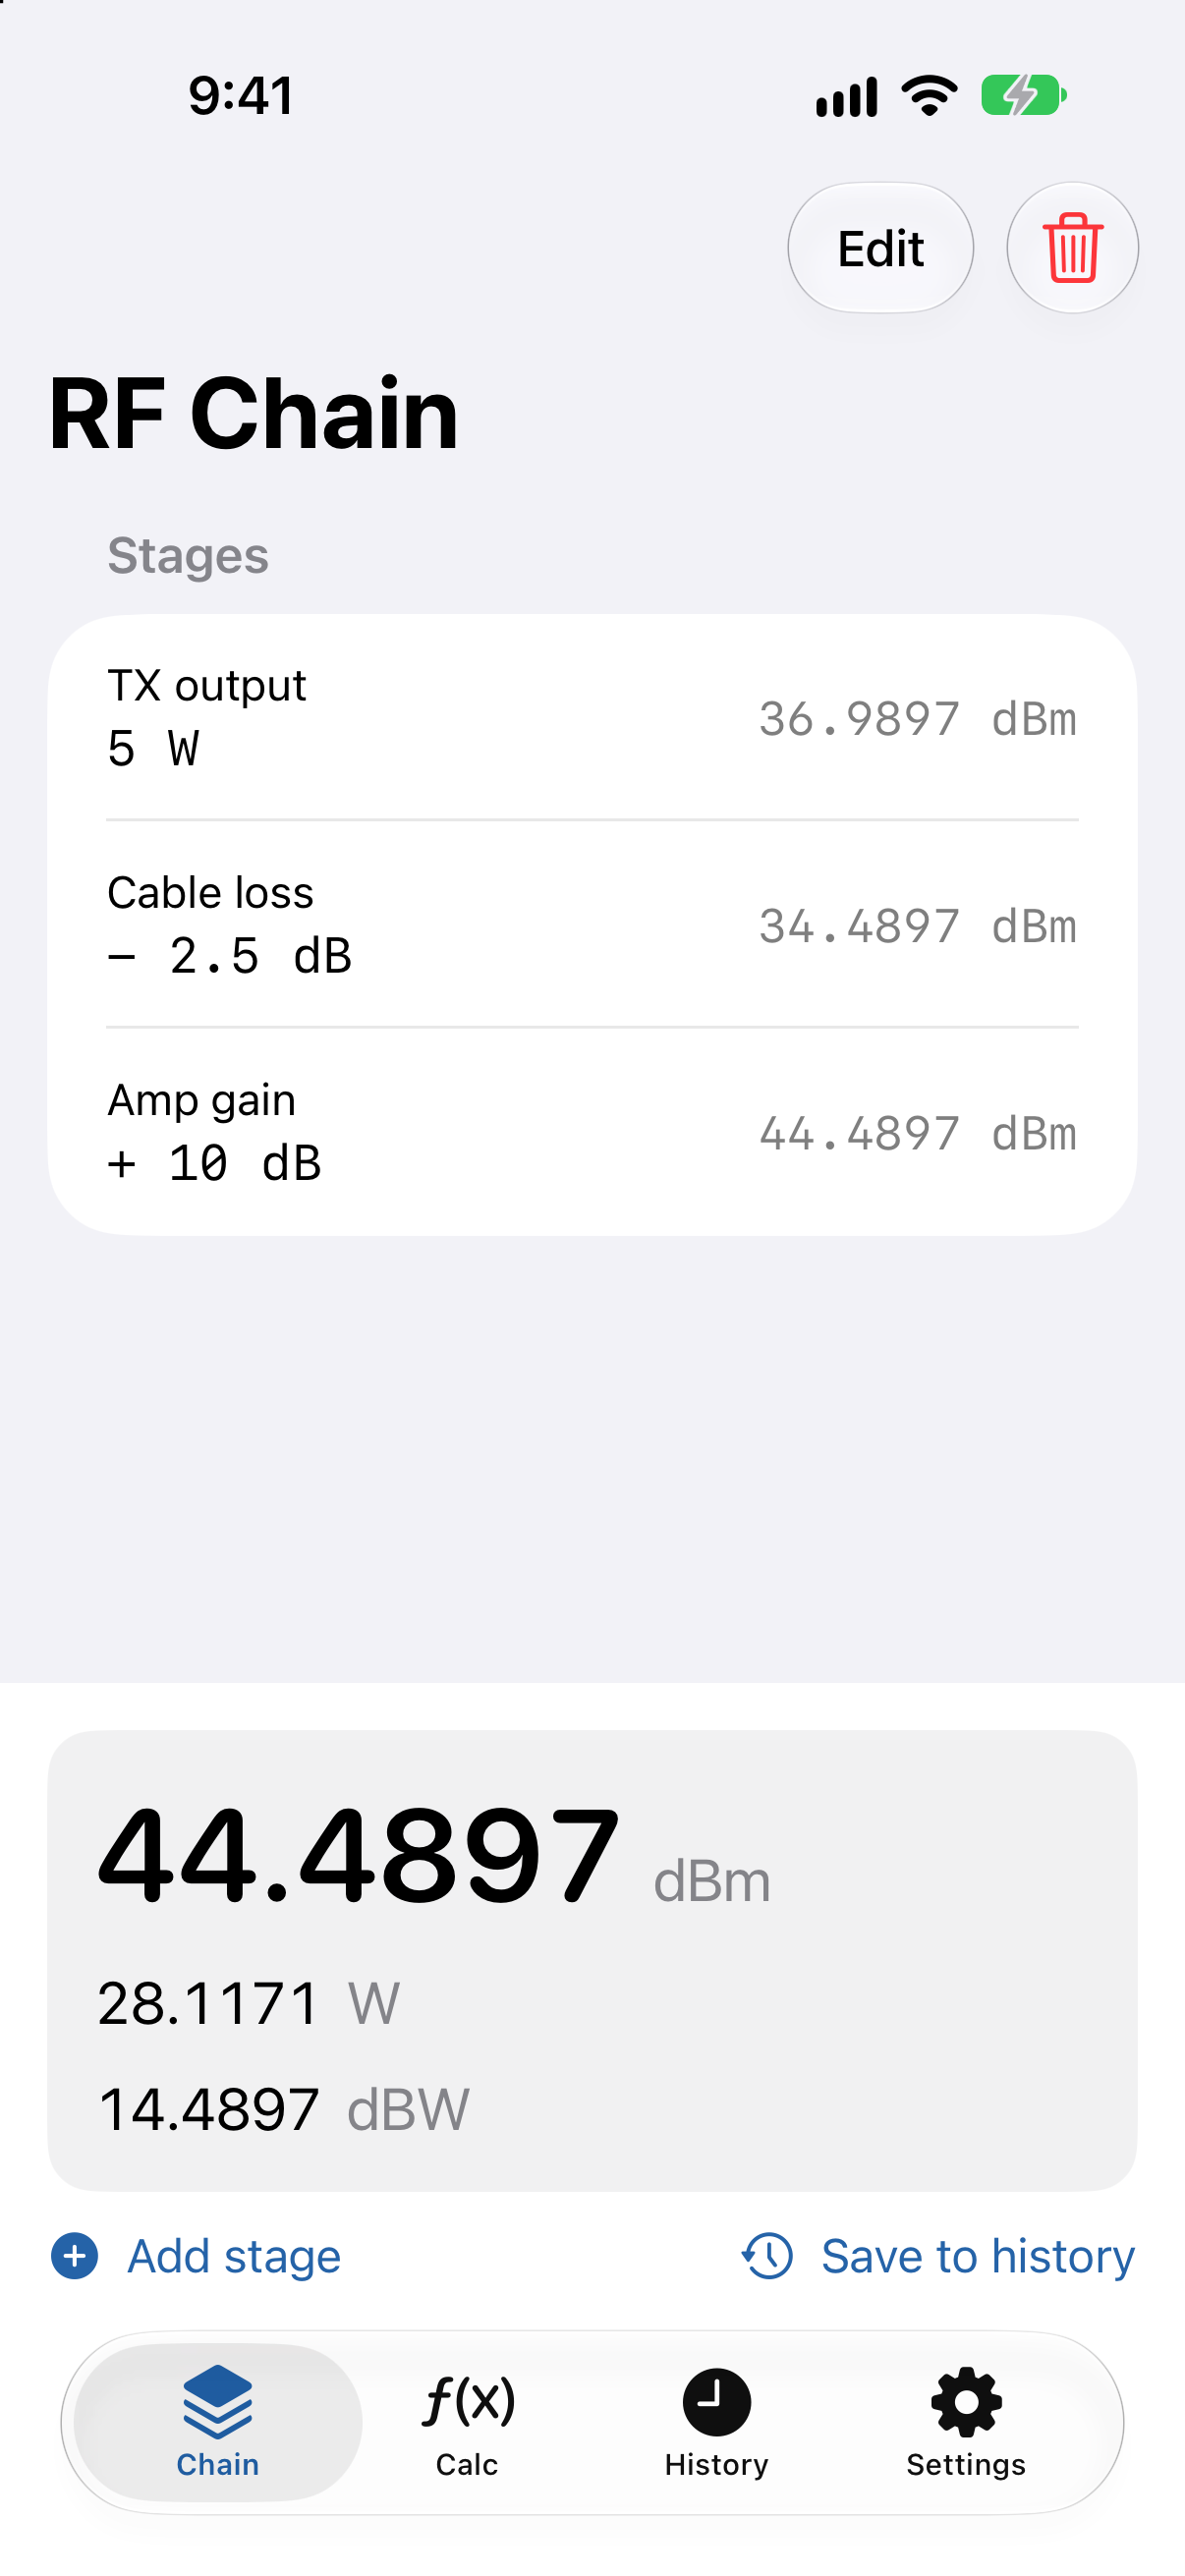 9:41
Edit
RF Chain
Stages
TX output
5 W
36.9897 dBm
Cable loss
− 2.5 dB
34.4897 dBm
Amp gain
+ 10 dB
44.4897 dBm
44.4897 dBm
28.1171 W
14.4897 dBW
Add stage
Save to history
Chain
ƒ(x)
Calc
History
Settings